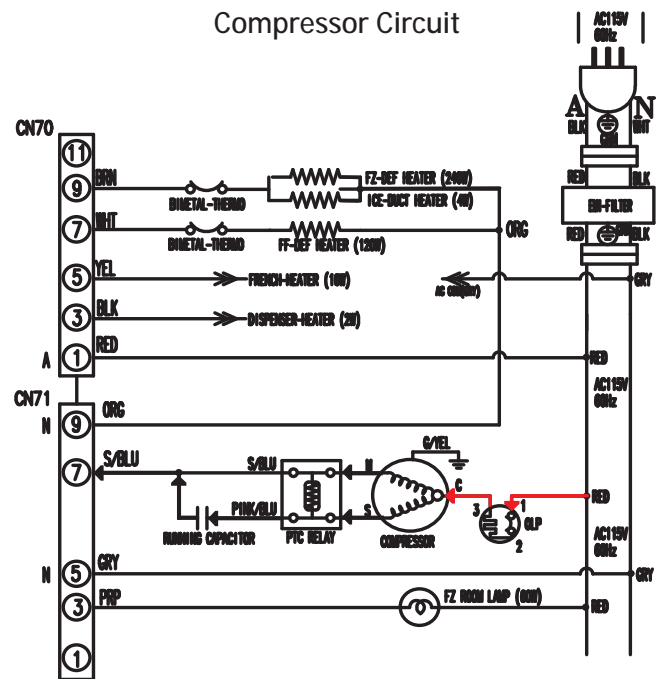 Compressor Circuit
AC115V
60Hz
A N
BLK WHT
CN70
11
9 BRN
BIMETAL-THERMO
FZ-DEF HEATER (240W)
ICE-DUCT HEATER (4W)
RED BLK
EMI-FILTER
7 WHT
BIMETAL-THERMO
FF-DEF HEATER (120W)
ORG
RED BLK
5 YEL
FRENCH-HEATER
GRY
3 BLK
DISPENSER-HEATER
A 1 RED
RED
CN71
AC115V
60Hz
N 9 ORG
7 S/BLU
S/BLU
M
G/YEL
C
3
1
OLP
2
RED
PINK/BLU
S
RUNNING CAPACITOR
PTC RELAY
COMPRESSOR
AC115V
60Hz
N 5 GRY
GRY
3 PRP
FZ ROOM LAMP (60W)
RED
1